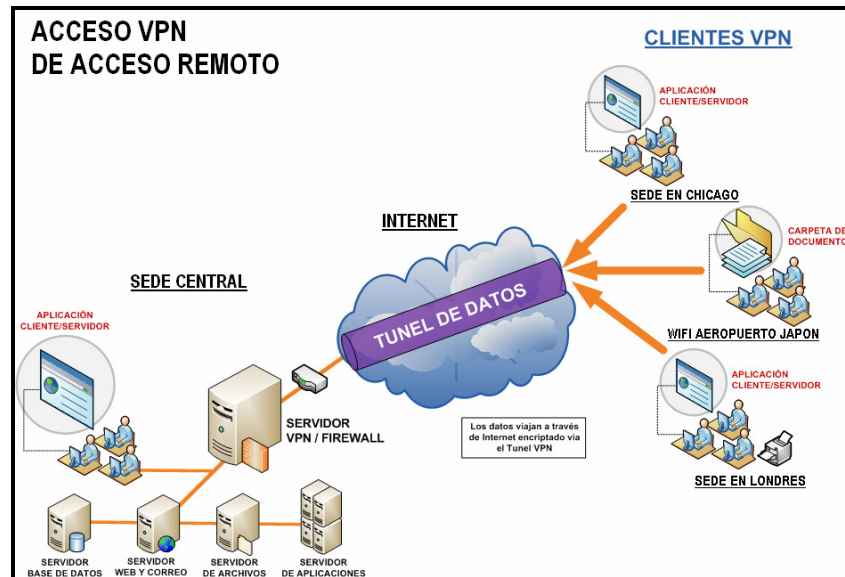 ACCESO VPN
DE ACCESO REMOTO
CLIENTES VPN
APLICACIÓN
CLIENTE/SERVIDOR
SEDE EN CHICAGO
INTERNET
CARPETA DE
DOCUMENTO
SEDE CENTRAL
TUNEL DE DATOS
WIFI AEROPUERTO JAPON
APLICACIÓN
CLIENTE/SERVIDOR
APLICACIÓN
CLIENTE/SERVIDOR
SERVIDOR
VPN / FIREWALL
Los datos viajan a través
de Internet encriptado via
el Tunel VPN
SEDE EN LONDRES
SERVIDOR
BASE DE DATOS
SERVIDOR
WEB Y CORREO
SERVIDOR
DE ARCHIVOS
SERVIDOR
DE APLICACIONES